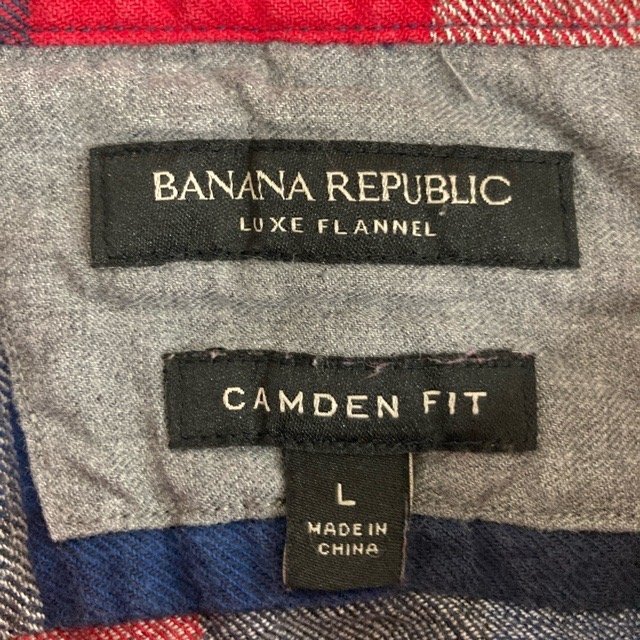 BANANA REPUBLIC
LUXE FLANNEL
CAMDEN FIT
L
MADE IN
CHINA